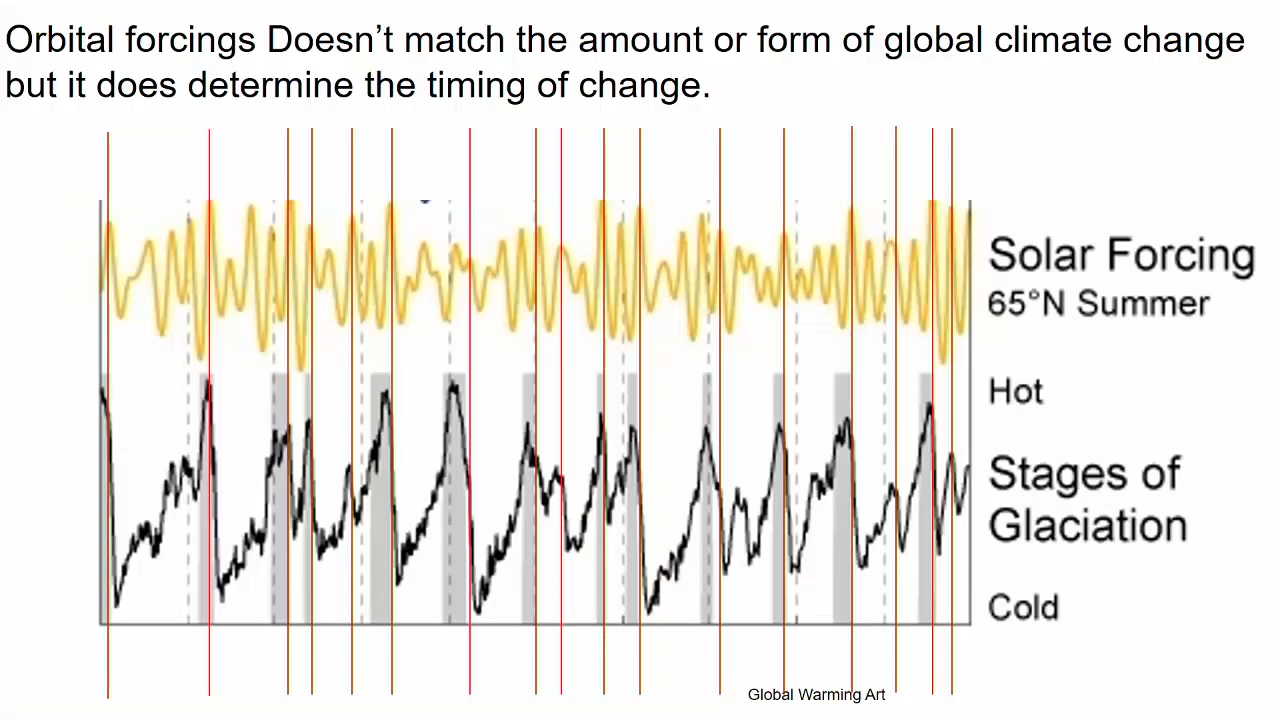 Orbital forcings Doesn’t match the amount or form of global climate change
but it does determine the timing of change.
Solar Forcing
65°N Summer
Hot
Stages of
Glaciation
Cold
Global Warming Art